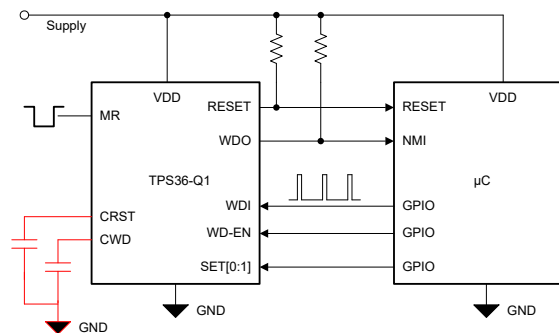 Supply
VDD
VDD
RESET
RESET
MR
WDO
NMI
TPS36-Q1
µC
WDI
GPIO
CRST
WD-EN
GPIO
CWD
SET[0:1]
GPIO
GND
GND
GND